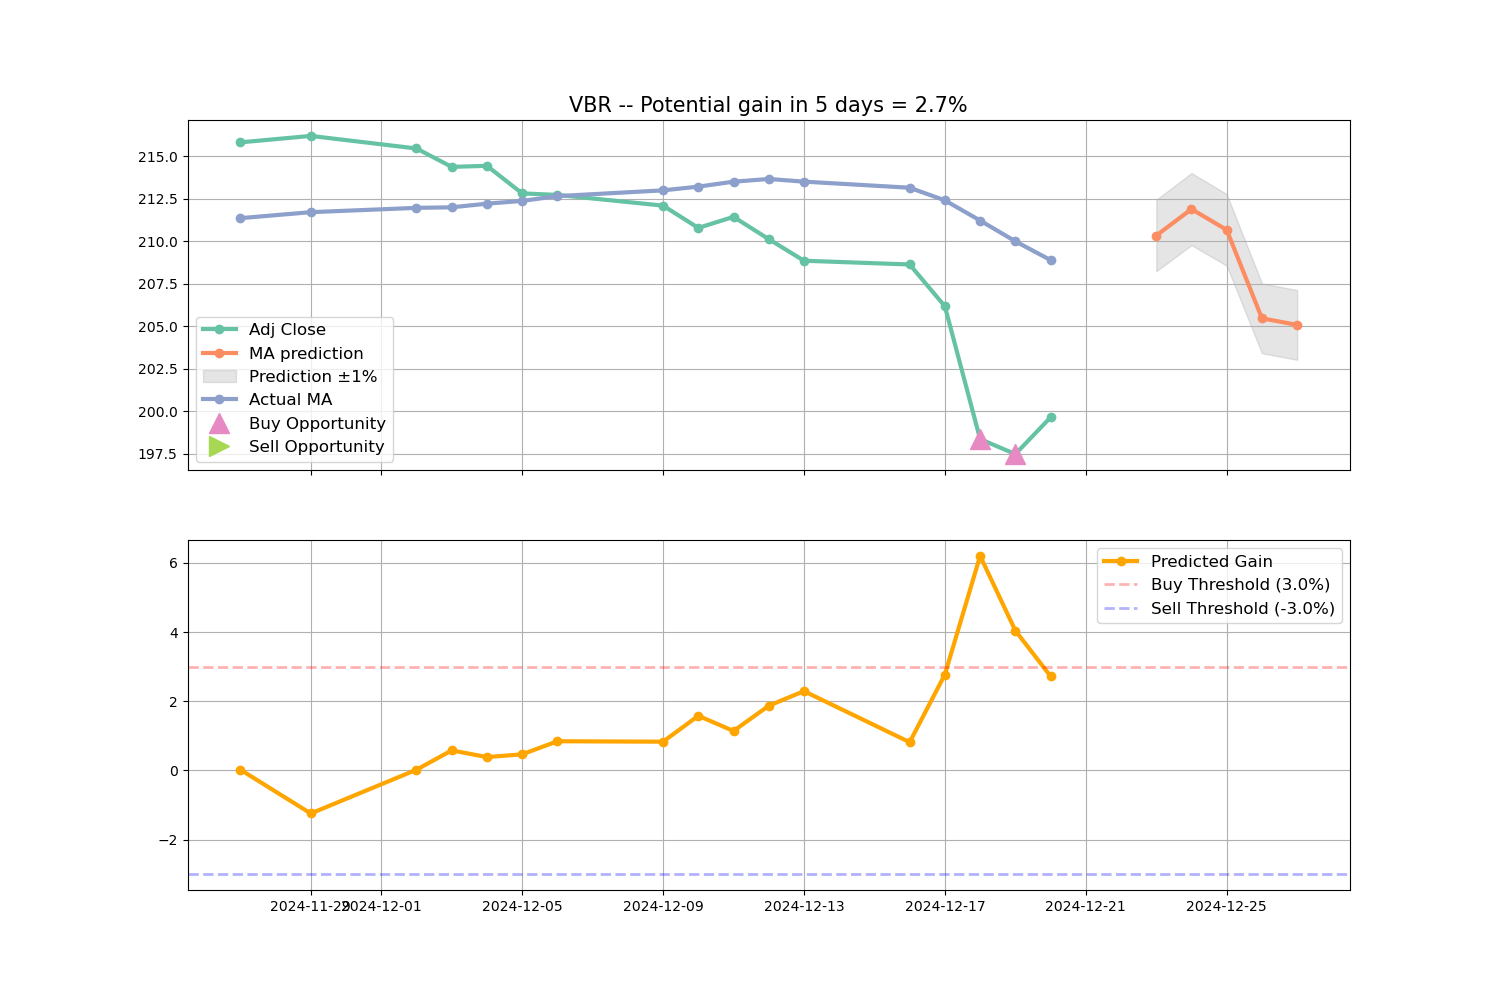 VBR -- Potential gain in 5 days = 2.7%
215.0
212.5
210.0
207.5
205.0
202.5
200.0
197.5
Adj Close
MA prediction
Prediction ±1%
Actual MA
Buy Opportunity
Sell Opportunity
6
4
2
0
−2
Predicted Gain
Buy Threshold (3.0%)
Sell Threshold (-3.0%)
2024-11-29 2024-12-01 2024-12-05 2024-12-09 2024-12-13 2024-12-17 2024-12-21 2024-12-25